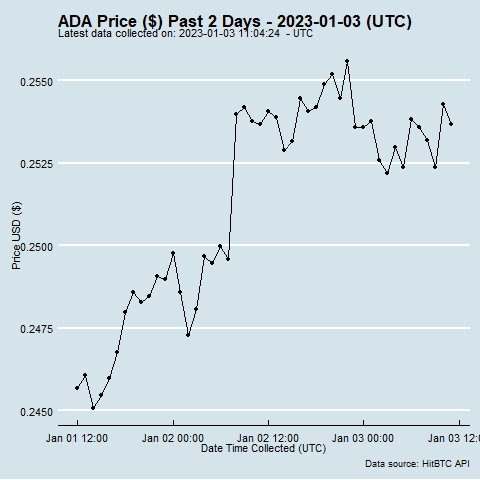 ADA Price ($) Past 2 Days - 2023-01-03 (UTC)
Latest data collected on: 2023-01-03 11:04:24  - UTC
0.2550
0.2525
0.2500
0.2475
0.2450
Price USD ($)
Jan 01 12:00
Jan 02 00:00
Jan 02 12:00
Jan 03 00:00
Jan 03 12:00
Date Time Collected (UTC)
Data source: HitBTC API